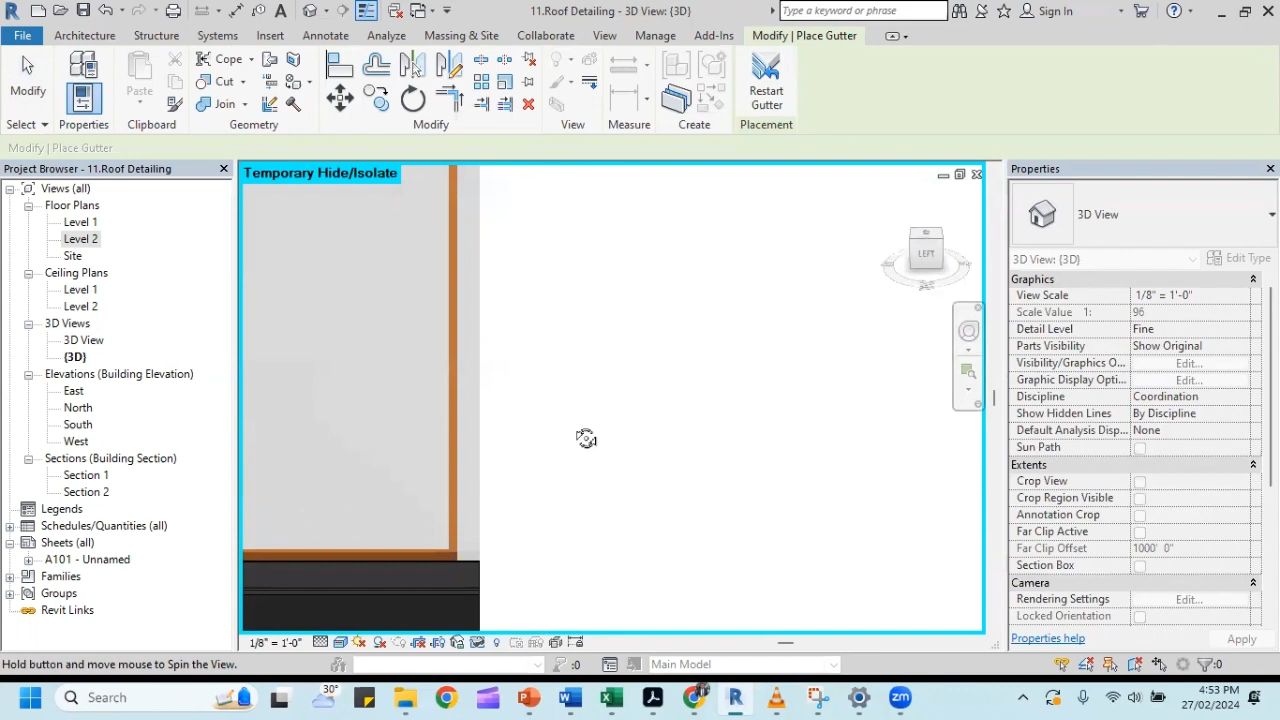 11.Roof Detailing - 3D View: {3D}
Type a keyword or phrase
Sign In
File
Architecture
Structure
Systems
Insert
Annotate
Analyze
Massing & Site
Collaborate
View
Manage
Add-Ins
Modify | Place Gutter
Modify
Paste
Cope
Cut
Join
Restart
Gutter
Select
Properties
Clipboard
Geometry
Modify
View
Measure
Create
Placement
Modify | Place Gutter
Project Browser - 11.Roof Detailing
Views (all)
Floor Plans
Level 1
Level 2
Site
Ceiling Plans
Level 1
Level 2
3D Views
3D View
{3D}
Elevations (Building Elevation)
East
North
South
West
Sections (Building Section)
Section 1
Section 2
Legends
Schedules/Quantities (all)
Sheets (all)
A101 - Unnamed
Families
Groups
Revit Links
Temporary Hide/Isolate
LEFT
Properties
3D View
3D View: {3D}
Edit Type
Graphics
View Scale 1/8" = 1'-0"
Scale Value 1: 96
Detail Level Fine
Parts Visibility Show Original
Visibility/Graphics O... Edit...
Graphic Display Opti... Edit...
Discipline Coordination
Show Hidden Lines By Discipline
Default Analysis Disp... None
Sun Path
Extents
Crop View
Crop Region Visible
Annotation Crop
Far Clip Active
Far Clip Offset 1000' 0"
Section Box
Camera
Rendering Settings Edit...
Locked Orientation
Properties help
Apply
1/8" = 1'-0"
Hold button and move mouse to Spin the View.
:0
Main Model
:0
Search
30°
zm
4:53 PM
27/02/2024